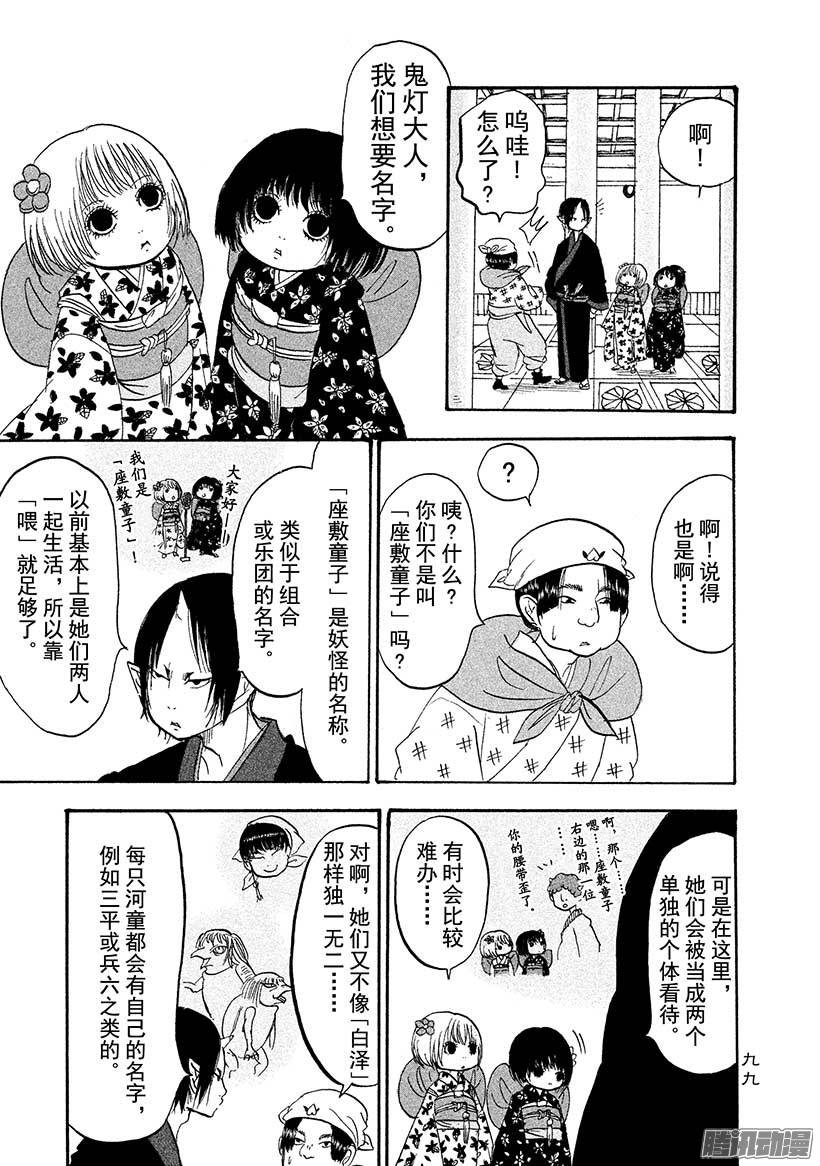 啊！
呜哇！
怎么了？
鬼灯大人，
我们想要名字。
啊！说得
也是啊……
？
咦？什么？
你们不是叫
「座敷童子」吗？
「座敷童子」是妖怪的名称。
类似于组合
或乐团的名字。
大家好——
我们是
「座敷童子」！
以前基本上是她们两人
一起生活，所以靠
「喂」就足够了。
可是在这里，
她们会被当成两个
单独的个体看待。
啊，那个……
嗯……座敷童子
右边的那一位
……
你的腰带歪了．
有时会比较
难办……
对啊，她们又不像「白泽」
那样独一无二……
每只河童都会有自己的名字，
例如三平或兵六之类的。
九九
腾讯动漫